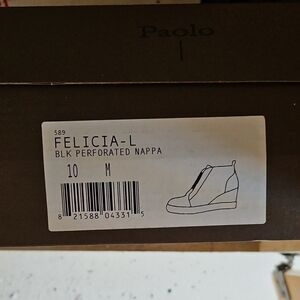 Paolo
589
FELICIA-L
BLK PERFORATED NAPPA
10 M
8 21588 04331 5